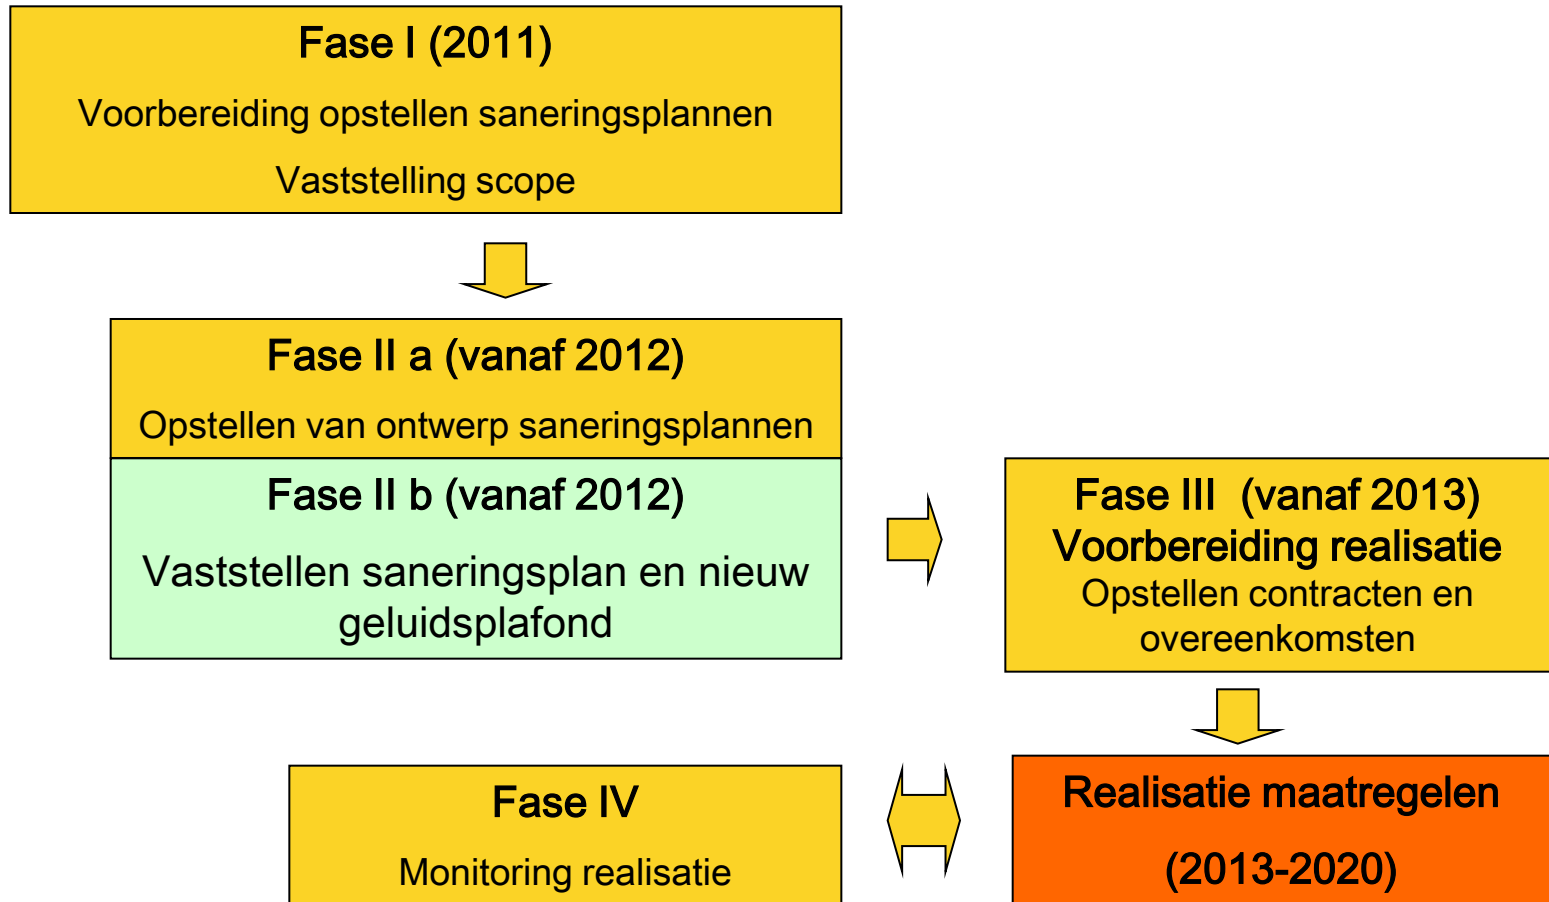 Fase I (2011)
Voorbereiding opstellen saneringsplannen
Vaststelling scope
Fase II a (vanaf 2012)
Opstellen van ontwerp saneringsplannen
Fase II b (vanaf 2012)
Vaststellen saneringsplan en nieuw
geluidsplafond
Fase III (vanaf 2013)
Voorbereiding realisatie
Opstellen contracten en
overeenkomsten
Realisatie maatregelen
(2013-2020)
Fase IV
Monitoring realisatie